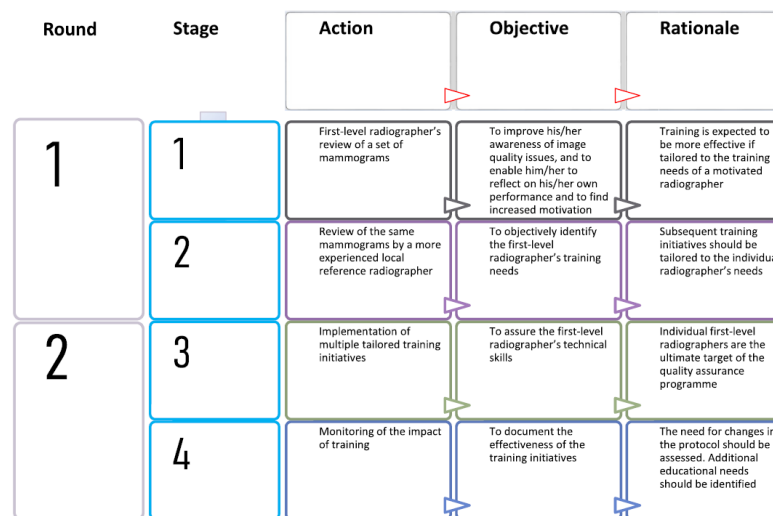 Round Stage Action Objective Rationale
1
1
First-level radiographer's
review of a set of
mammograms
To improve his/her
awareness of image
quality issues, and to
enable him/her to
reflect on his/her own
performance and to find
increased motivation
Training is expected to
be more effective if
tailored to the training
needs of a motivated
radiographer
2
Review of the same
mammograms by a more
experienced local
reference radiographer
To objectively identify
the first-level
radiographer's training
needs
Subsequent training
initiatives should be
tailored to the individua
radiographer's needs
2
3
Implementation of
multiple tailored training
initiatives
To assure the first-level
radiographer's technical
skills
Individual first-level
radiographers are the
ultimate target of the
quality assurance
programme
4
Monitoring of the impact
of training
To document the
effectiveness of the
training initiatives
The need for changes in
the protocol should be
assessed. Additional
educational needs
should be identified